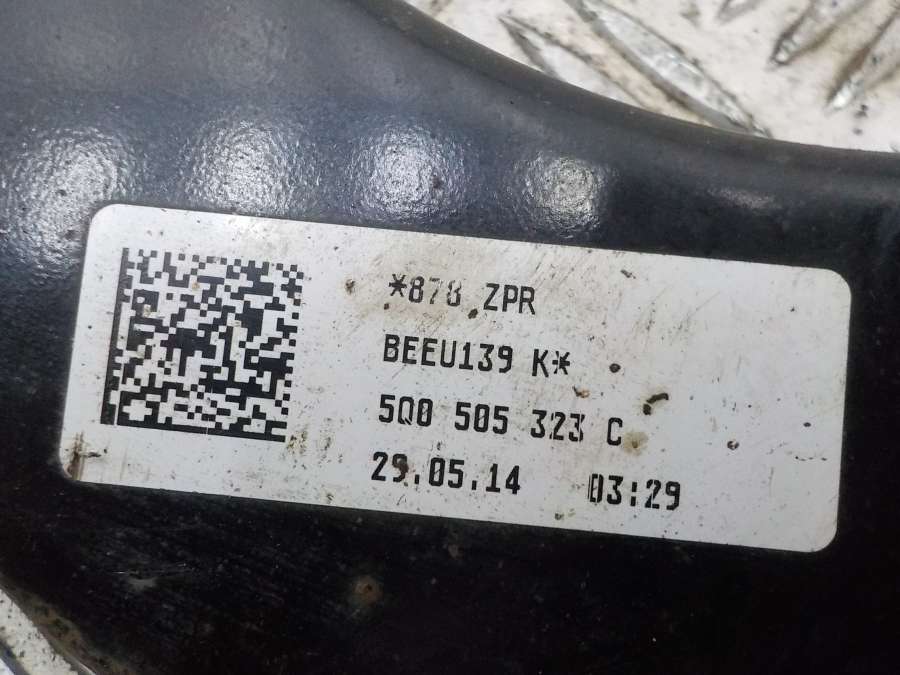 *878 ZPR
BEEU139 K*
5Q0 505 323 C
29.05.14 03:29